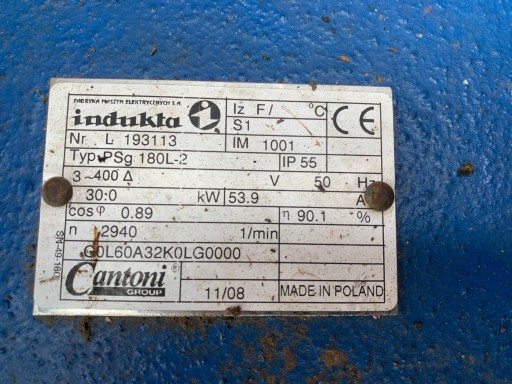 FABRYKA MASZYN ELEKTRYCZNYCH S.A.
indukta Iz F/ °C CE
S1
Nr L 193113 IM 1001
Typ PSg 180L-2 IP 55
3~400 Δ V 50 Hz
30.0 kW 53.9 A
cosφ 0.89 η 90.1 %
n 2940 1/min
G0L60A32K0LG0000
Cantoni
GROUP 11/08 MADE IN POLAND